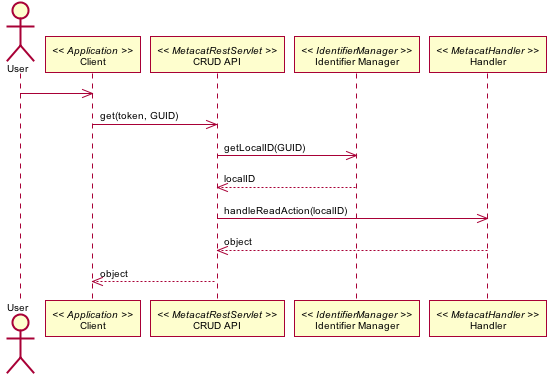 User
<< Application >>
Client
<< MetacatRestServlet >>
CRUD API
<< IdentifierManager >>
Identifier Manager
<< MetacatHandler >>
Handler
get(token, GUID)
getLocalID(GUID)
localID
handleReadAction(localID)
object
object
User
<< Application >>
Client
<< MetacatRestServlet >>
CRUD API
<< IdentifierManager >>
Identifier Manager
<< MetacatHandler >>
Handler